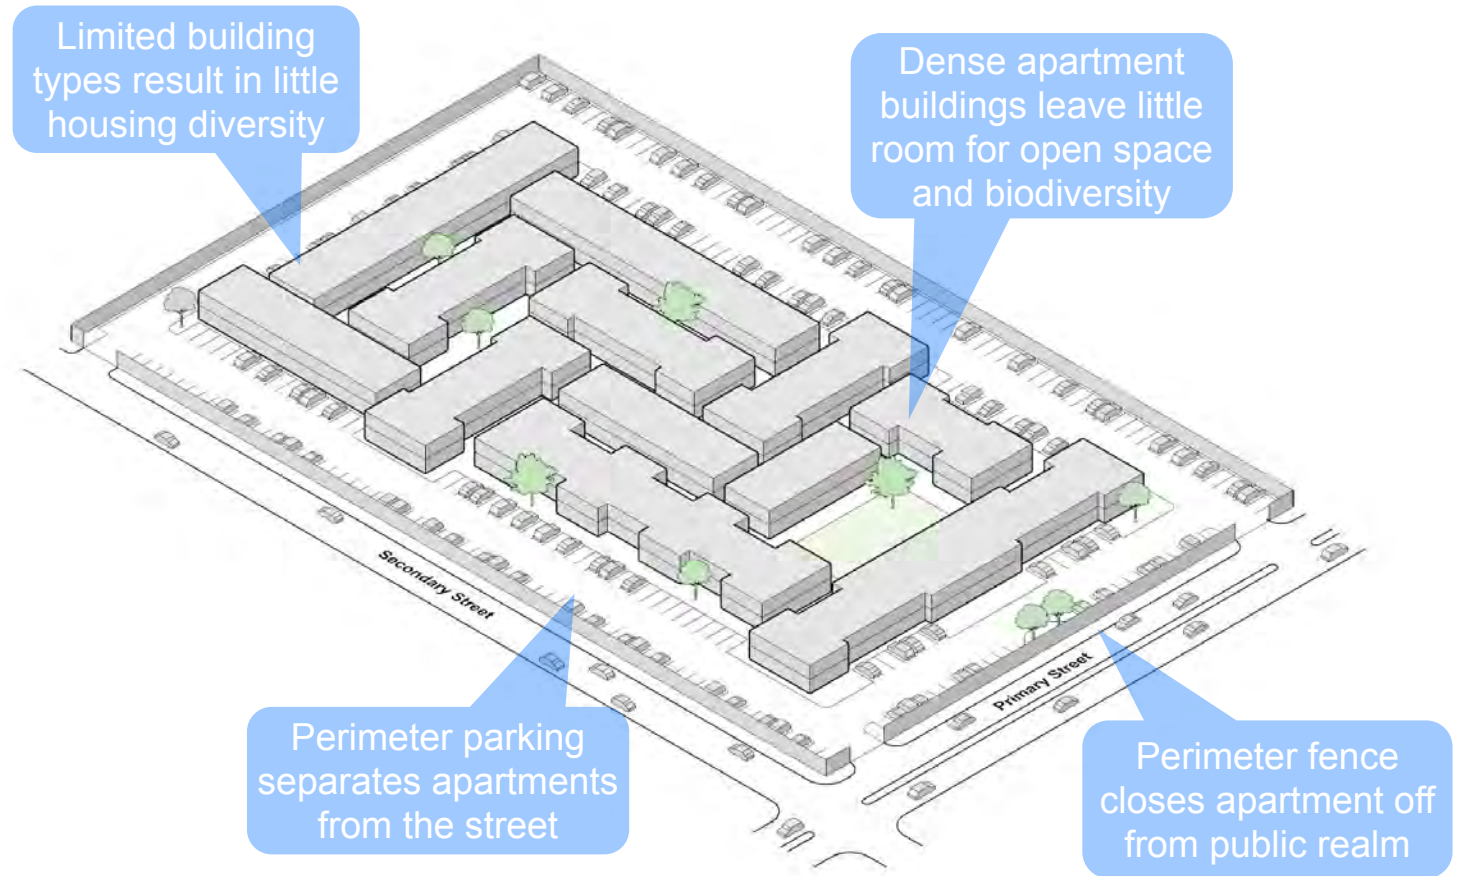 Limited building
types result in little
housing diversity
Dense apartment
buildings leave little
room for open space
and biodiversity
Secondary Street
Primary Street
Perimeter parking
separates apartments
from the street
Perimeter fence
closes apartment off
from public realm